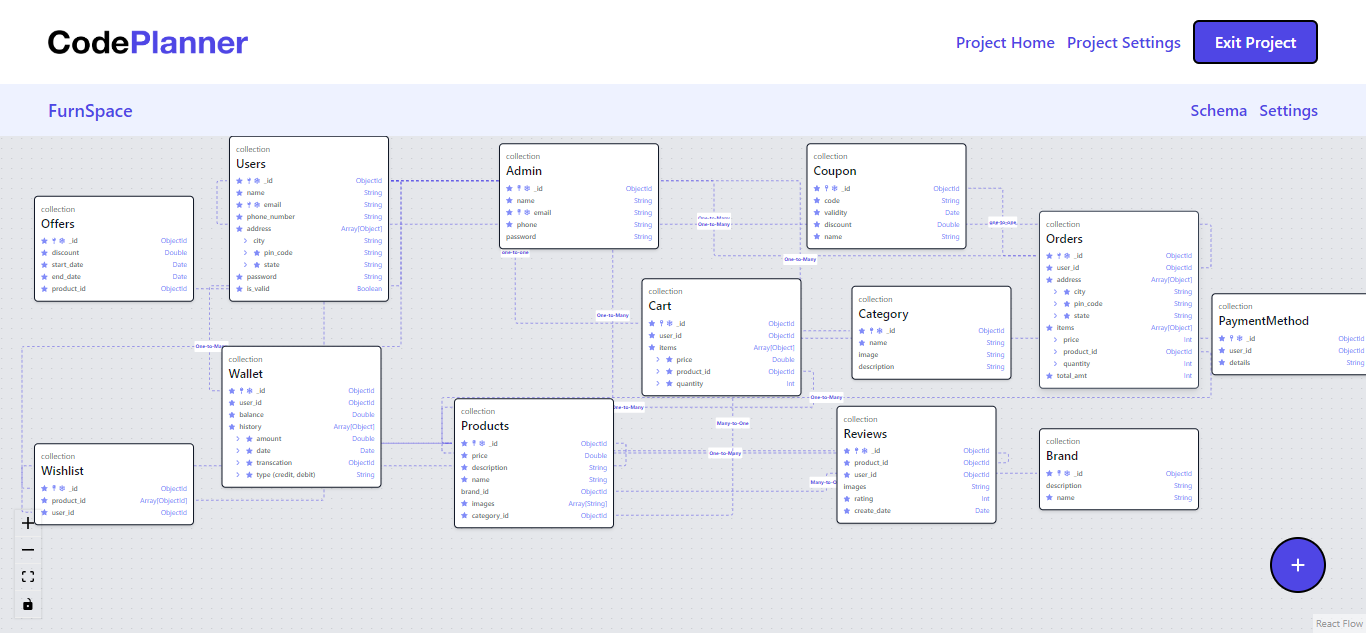 CodePlanner
Project Home
Project Settings
Exit Project
FurnSpace
Schema
Settings
collection
Offers
_id ObjectId
discount Double
start_date Date
end_date Date
product_id ObjectId
collection
Users
_id ObjectId
name String
email String
phone_number String
address Array[Object]
city String
pin_code String
state String
password String
is_valid Boolean
collection
Admin
_id ObjectId
name String
email String
phone String
password String
collection
Coupon
_id ObjectId
code String
validity Date
discount Double
name String
collection
Orders
_id ObjectId
user_id ObjectId
address Array[Object]
city String
pin_code String
state String
items Array[Object]
price Int
product_id ObjectId
quantity Int
total_amt Int
collection
PaymentMethod
_id ObjectId
user_id ObjectId
details String
collection
Cart
_id ObjectId
user_id ObjectId
items Array[Object]
price Double
product_id ObjectId
quantity Int
collection
Category
_id ObjectId
name String
image String
description String
collection
Wallet
_id ObjectId
user_id ObjectId
balance Double
history Array[Object]
amount Double
date Date
transcation ObjectId
type (credit, debit) String
collection
Products
_id ObjectId
price Double
description String
name String
brand_id ObjectId
images Array[String]
category_id ObjectId
collection
Reviews
_id ObjectId
product_id ObjectId
user_id ObjectId
images String
rating Int
create_date Date
collection
Brand
_id ObjectId
description String
name String
collection
Wishlist
_id ObjectId
product_id Array[ObjectId]
user_id ObjectId
One-to-Many
One-to-Many
one-to-one
one-to-one
One-to-Many
One-to-Many
One-to-Many
One-to-Many
Many-to-One
One-to-Many
React Flow